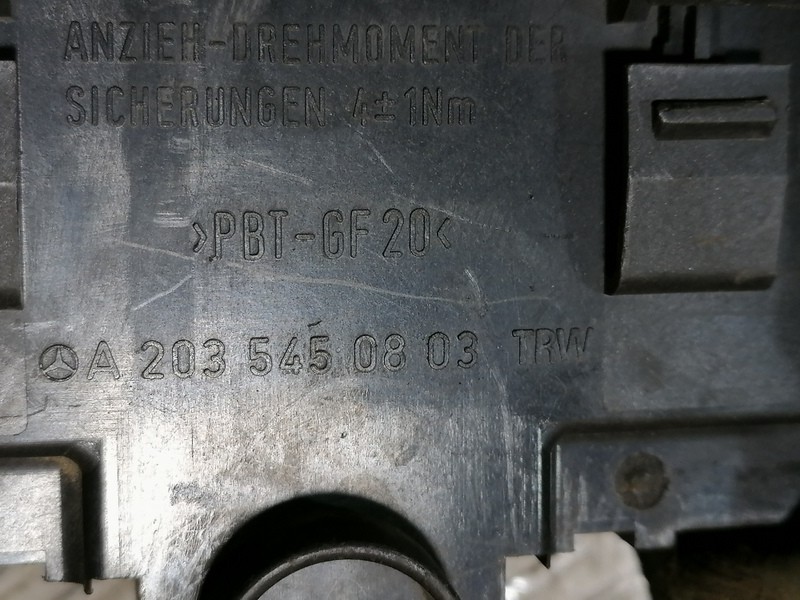 ANZIEH-DREHMOMENT DER
SICHERUNGEN 4±1Nm
>PBT-GF20<
A 203 545 08 03 TRW